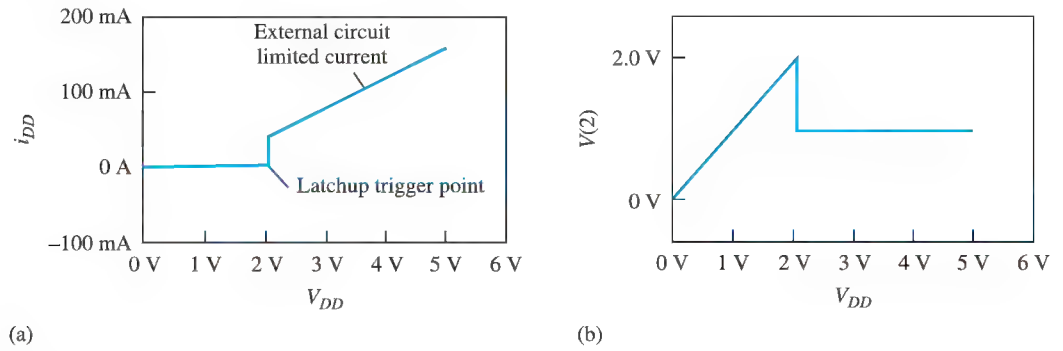 200 mA
External circuit
limited current
100 mA
i_DD
0 A
Latchup trigger point
–100 mA
0 V 1 V 2 V 3 V 4 V 5 V 6 V
V_DD
(a)
2.0 V
V(2)
0 V
0 V 1 V 2 V 3 V 4 V 5 V 6 V
V_DD
(b)